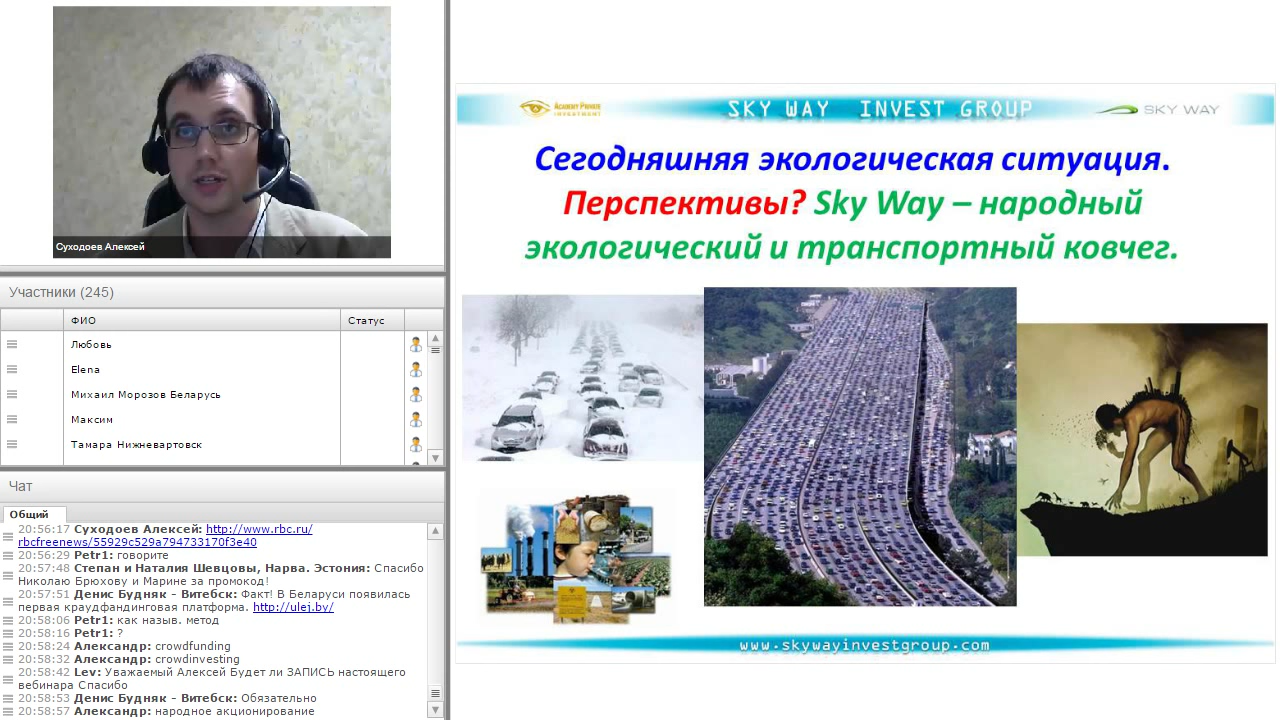 Суходоев Алексей
Участники (245)
ФИО
Статус
Любовь
Elena
Михаил Морозов Беларусь
Максим
Тамара Нижневартовск
Чат
Общий
20:56:17 Суходоев Алексей: http://www.rbc.ru/
rbcfreenews/55929c529a794733170f3e40
20:56:29 Petr1: говорите
20:57:48 Степан и Наталия Шевцовы, Нарва. Эстония: Спасибо
Николаю Брюхову и Марине за промокод!
20:57:51 Денис Будняк - Витебск: Факт! В Беларуси появилась
первая краудфандинговая платформа. http://ulej.by/
20:58:06 Petr1: как назыв. метод
20:58:16 Petr1: ?
20:58:24 Александр: crowdfunding
20:58:32 Александр: crowdinvesting
20:58:42 Lev: Уважаемый Алексей Будет ли ЗАПИСЬ настоящего
вебинара Спасибо
20:58:53 Денис Будняк - Витебск: Обязательно
20:58:57 Александр: народное акционирование
ACADEMY PRIVATE
INVESTMENT
SKY WAY INVEST GROUP
SKY WAY
Сегодняшняя экологическая ситуация.
Перспективы? Sky Way – народный
экологический и транспортный ковчег.
www.skywayinvestgroup.com